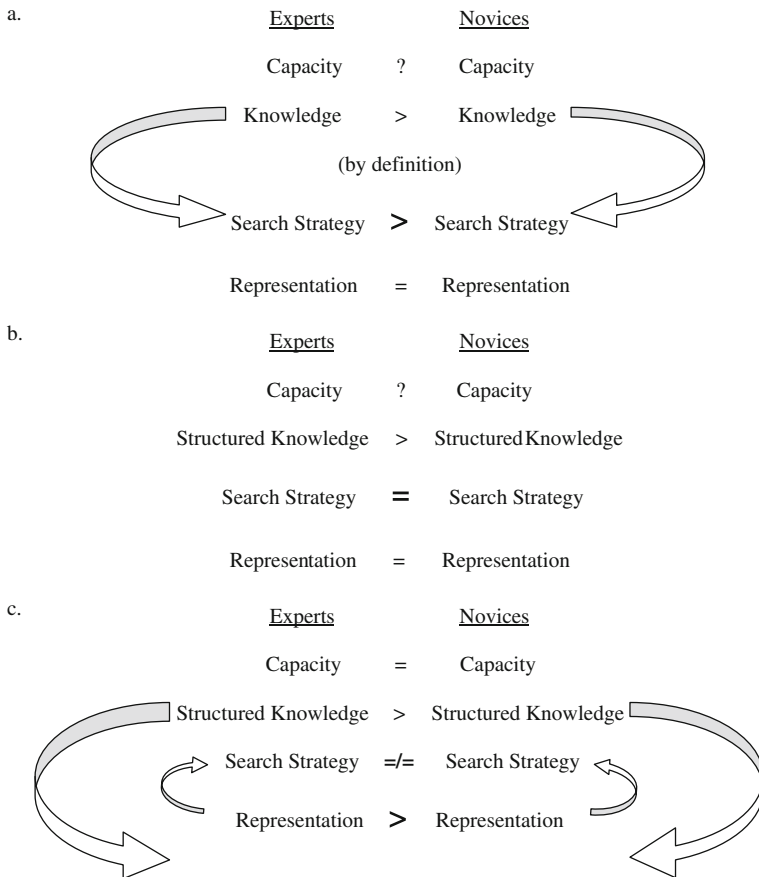 a.
Experts Novices
Capacity ? Capacity
Knowledge > Knowledge
(by definition)
Search Strategy > Search Strategy
Representation = Representation
b.
Experts Novices
Capacity ? Capacity
Structured Knowledge > Structured Knowledge
Search Strategy = Search Strategy
Representation = Representation
c.
Experts Novices
Capacity = Capacity
Structured Knowledge > Structured Knowledge
Search Strategy =/= Search Strategy
Representation > Representation